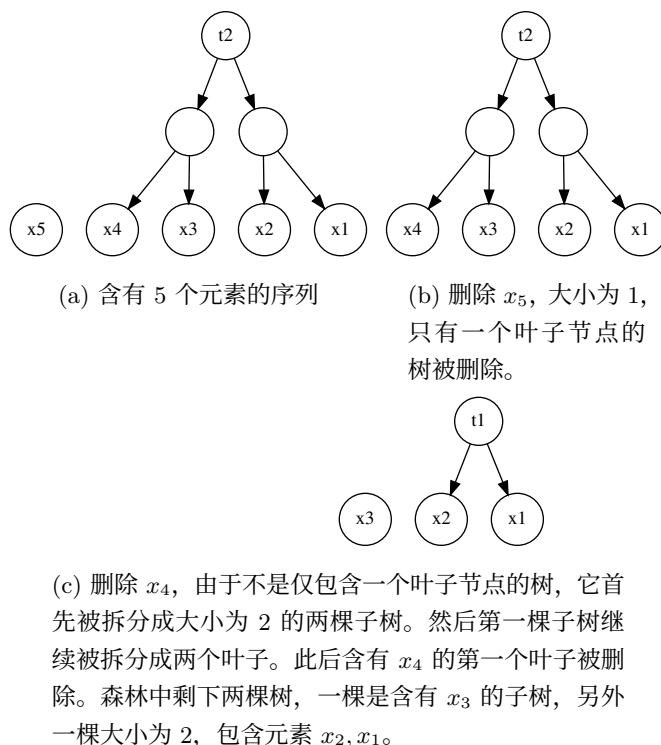 t2 t2
x5 x4 x3 x2 x1 x4 x3 x2 x1
(a) 含有 5 个元素的序列
(b) 删除 x₅，大小为 1,
只有一个叶子节点的
树被删除。
t1
x3 x2 x1
(c) 删除 x₄，由于不是仅包含一个叶子节点的树，它首
先被拆分成大小为 2 的两棵子树。然后第一棵子树继
续被拆分成两个叶子。此后含有 x₄ 的第一个叶子被删
除。森林中剩下两棵树，一棵是含有 x₃ 的子树，另外
一棵大小为 2，包含元素 x₂, x₁。